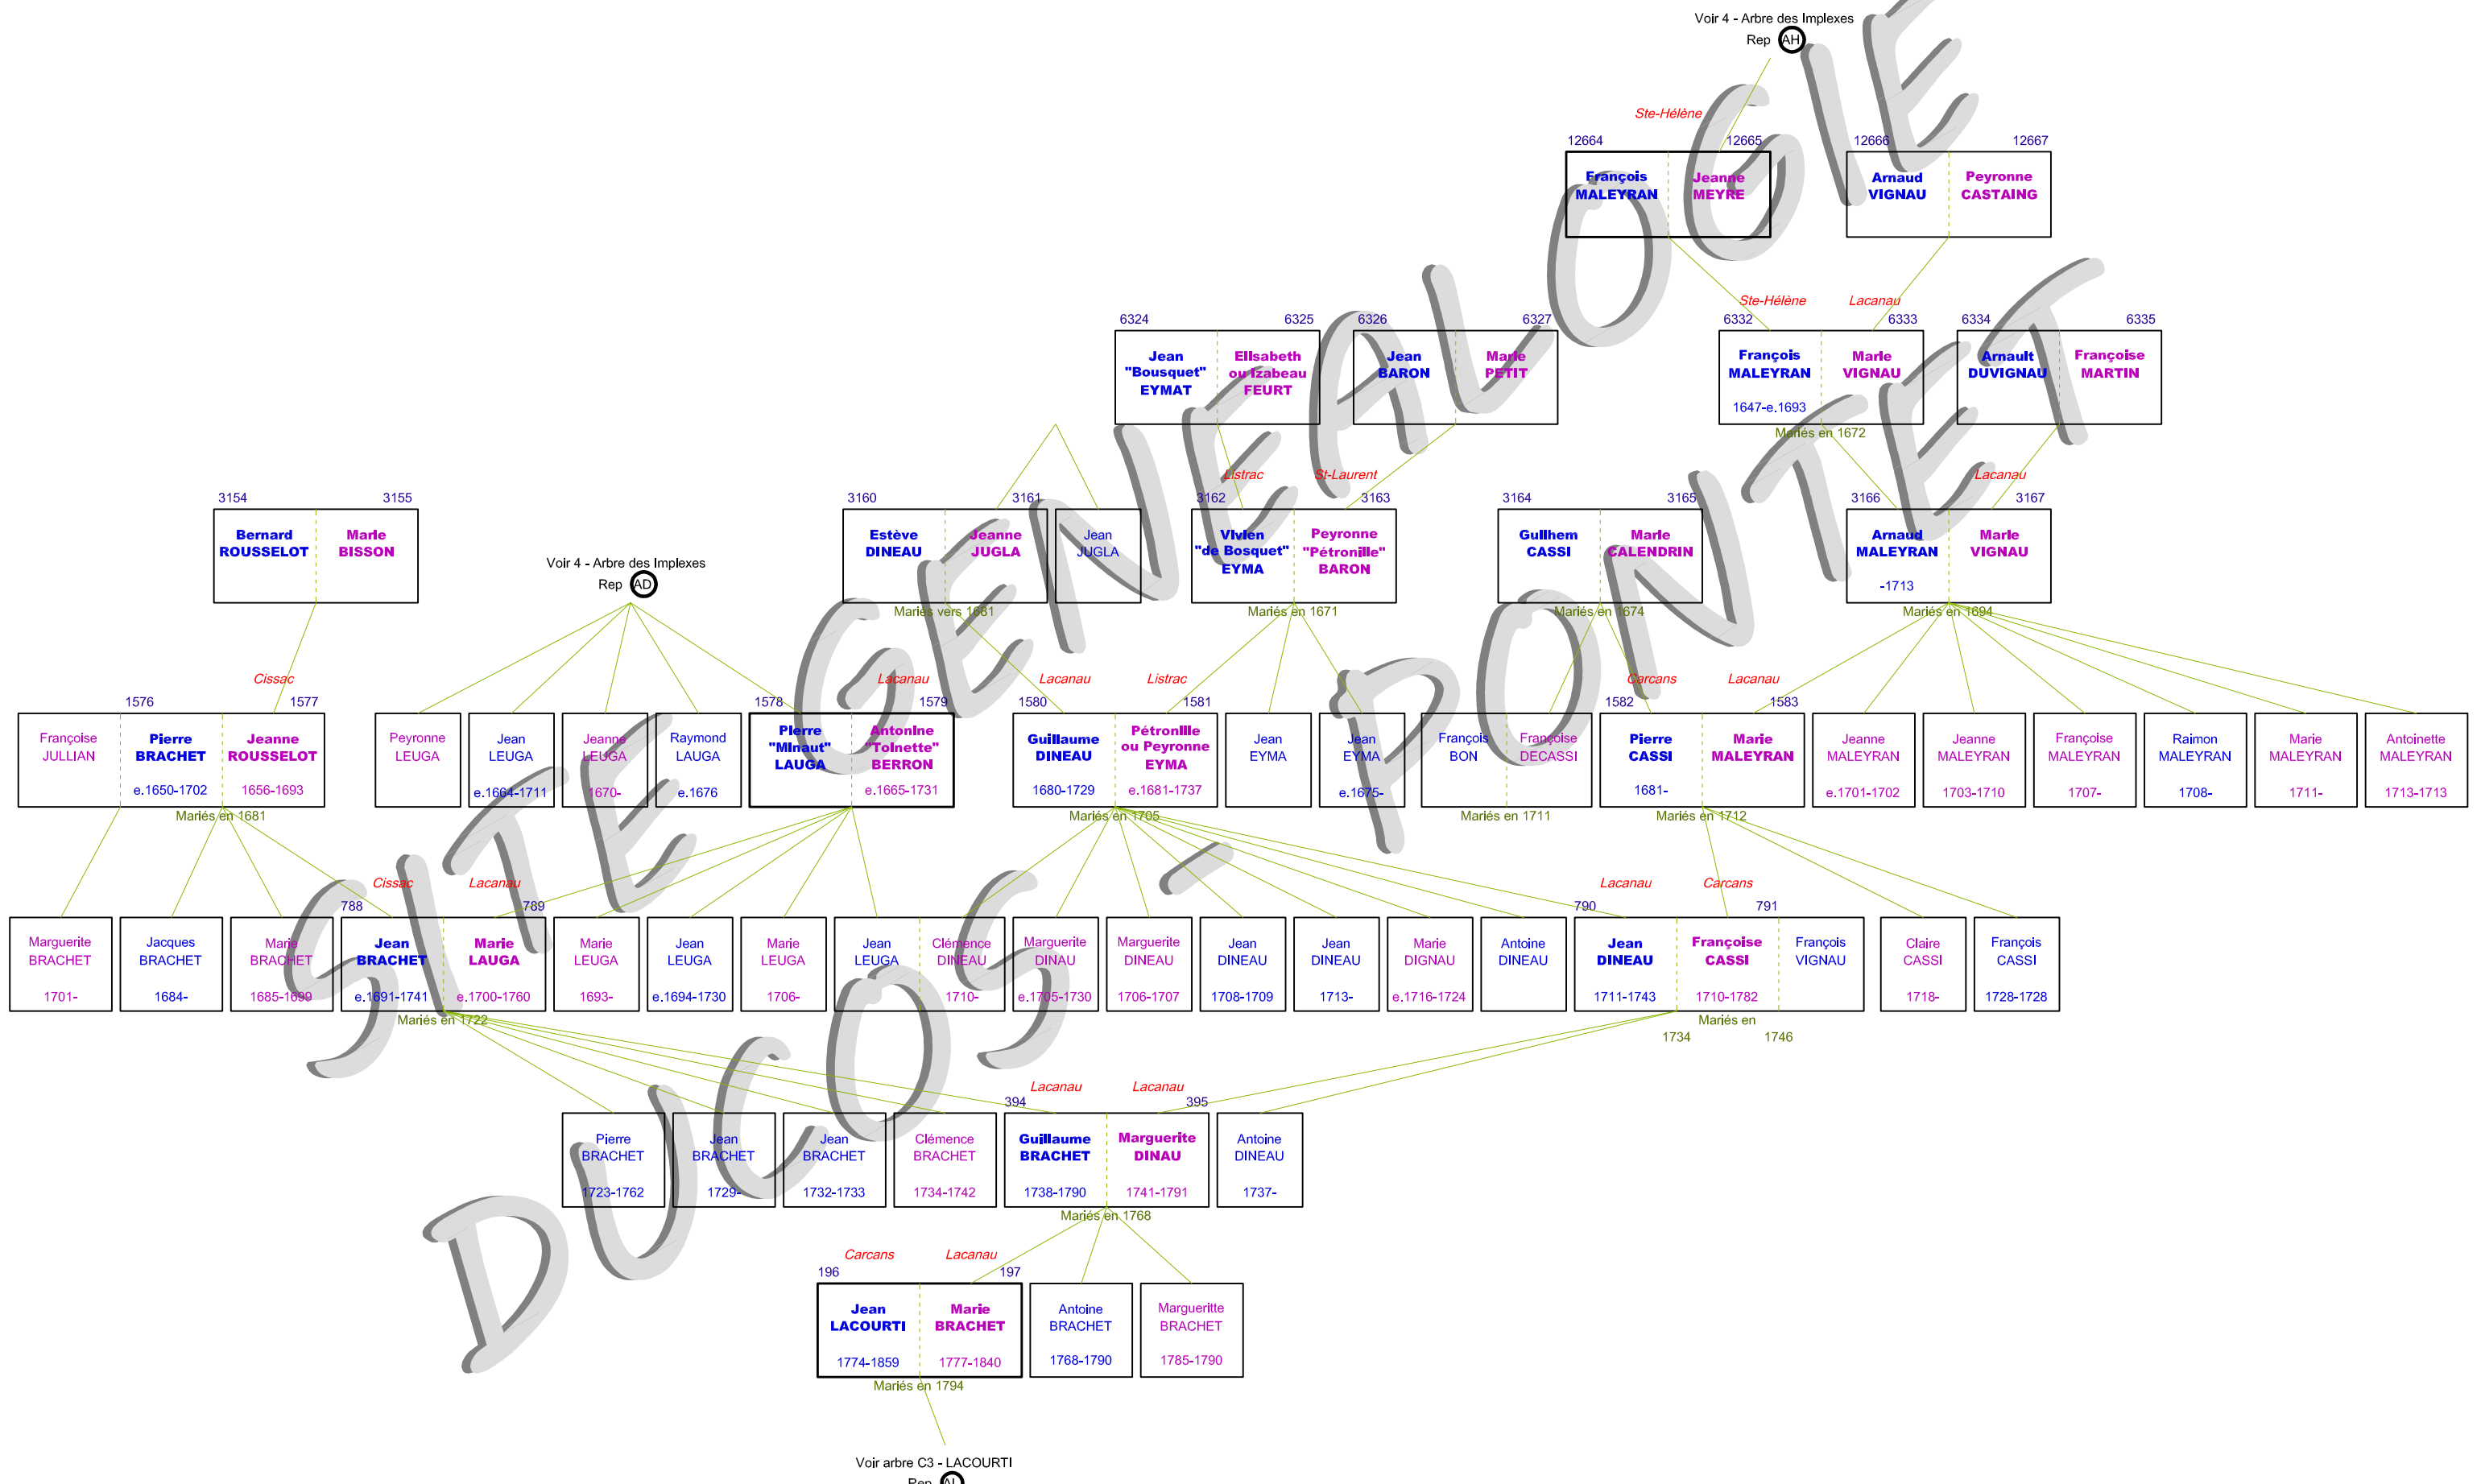 Voir 4 - Arbre des Implexes
Rep AH
Ste-Hélène
12664 12665 12666 12667
François MALEYRAN
Jeanne MEYRE
Arnaud VIGNAU
Peyronne CASTAING
Ste-Hélène Lacanau
6324 6325 6326 6327 6332 6333 6334 6335
Jean "Bousquet" EYMAT
Elisabeth ou Izabeau FEURT
Jean BARON
Marie PETIT
François MALEYRAN 1647-e.1693
Marie VIGNAU
Arnault DUVIGNAU
Françoise MARTIN
Mariés en 1672
Listrac St-Laurent Lacanau
3154 3155 3160 3161 3162 3163 3164 3165 3166 3167
Bernard ROUSSELOT
Marie BISSON
Estève DINEAU
Jeanne JUGLA
Jean JUGLA
Vivien "de Bosquet" EYMA
Peyronne "Pétronille" BARON
Guilhem CASSI
Marie CALENDRIN
Arnaud MALEYRAN -1713
Marie VIGNAU
Voir 4 - Arbre des Implexes
Rep AD
Mariés vers 1681 Mariés en 1671 Mariés en 1674 Mariés en 1694
Cissac Lacanau Lacanau Listrac Carcans Lacanau
1576 1577 1578 1579 1580 1581 1582 1583
Françoise JULLIAN
Pierre BRACHET e.1650-1702
Jeanne ROUSSELOT 1656-1693
Peyronne LEUGA
Jean LEUGA e.1664-1711
Jeanne LEUGA 1670-
Raymond LAUGA e.1676
Pierre "Minaut" LAUGA
Antonine "Toinette" BERRON e.1665-1731
Guillaume DINEAU 1680-1729
Pétronille ou Peyronne EYMA e.1681-1737
Jean EYMA
Jean EYMA e.1675-
François BON
Françoise DECASSI
Pierre CASSI 1681-
Marie MALEYRAN
Jeanne MALEYRAN e.1701-1702
Jeanne MALEYRAN 1703-1710
Françoise MALEYRAN 1707-
Raimon MALEYRAN 1708-
Marie MALEYRAN 1711-
Antoinette MALEYRAN 1713-1713
Mariés en 1681 Mariés en 1705 Mariés en 1711 Mariés en 1712
Cissac Lacanau Lacanau Carcans
788 789 790 791
Marguerite BRACHET 1701-
Jacques BRACHET 1684-
Marie BRACHET 1685-1699
Jean BRACHET e.1691-1741
Marie LAUGA e.1700-1760
Marie LEUGA 1693-
Jean LEUGA e.1694-1730
Marie LEUGA 1706-
Jean LEUGA
Clémence DINEAU 1710-
Marguerite DINAU e.1705-1730
Marguerite DINEAU 1706-1707
Jean DINEAU 1708-1709
Jean DINEAU 1713-
Marie DIGNAU e.1716-1724
Antoine DINEAU
Jean DINEAU 1711-1743
Françoise CASSI 1710-1782
François VIGNAU
Claire CASSI 1718-
François CASSI 1728-1728
Mariés en 1722 Mariés en
1734 1746
Lacanau Lacanau
394 395
Pierre BRACHET 1723-1762
Jean BRACHET 1729-
Jean BRACHET 1732-1733
Clémence BRACHET 1734-1742
Guillaume BRACHET 1738-1790
Marguerite DINAU 1741-1791
Antoine DINEAU 1737-
Mariés en 1768
Carcans Lacanau
196 197
Jean LACOURTI 1774-1859
Marie BRACHET 1777-1840
Antoine BRACHET 1768-1790
Margueritte BRACHET 1785-1790
Mariés en 1794
Voir arbre C3 - LACOURTI
Rep AL
SITE GENEALOGIE
DUCOS - PONTET